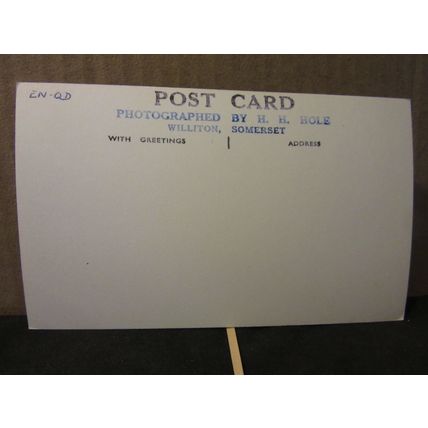 EN-QD
POST CARD
PHOTOGRAPHED BY H. H. HOLE
WILLITON, SOMERSET
WITH GREETINGS | ADDRESS